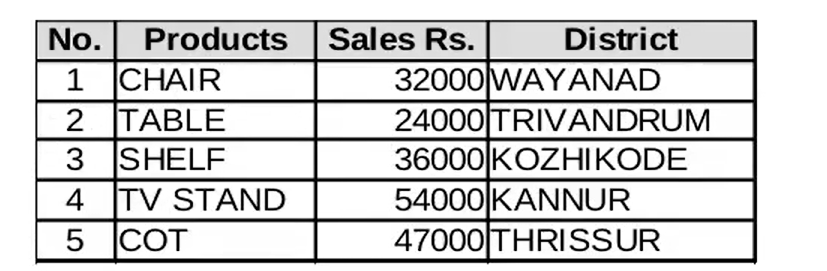 No. Products Sales Rs. District
1 CHAIR 32000 WAYANAD
2 TABLE 24000 TRIVANDRUM
3 SHELF 36000 KOZHIKODE
4 TV STAND 54000 KANNUR
5 COT 47000 THRISSUR